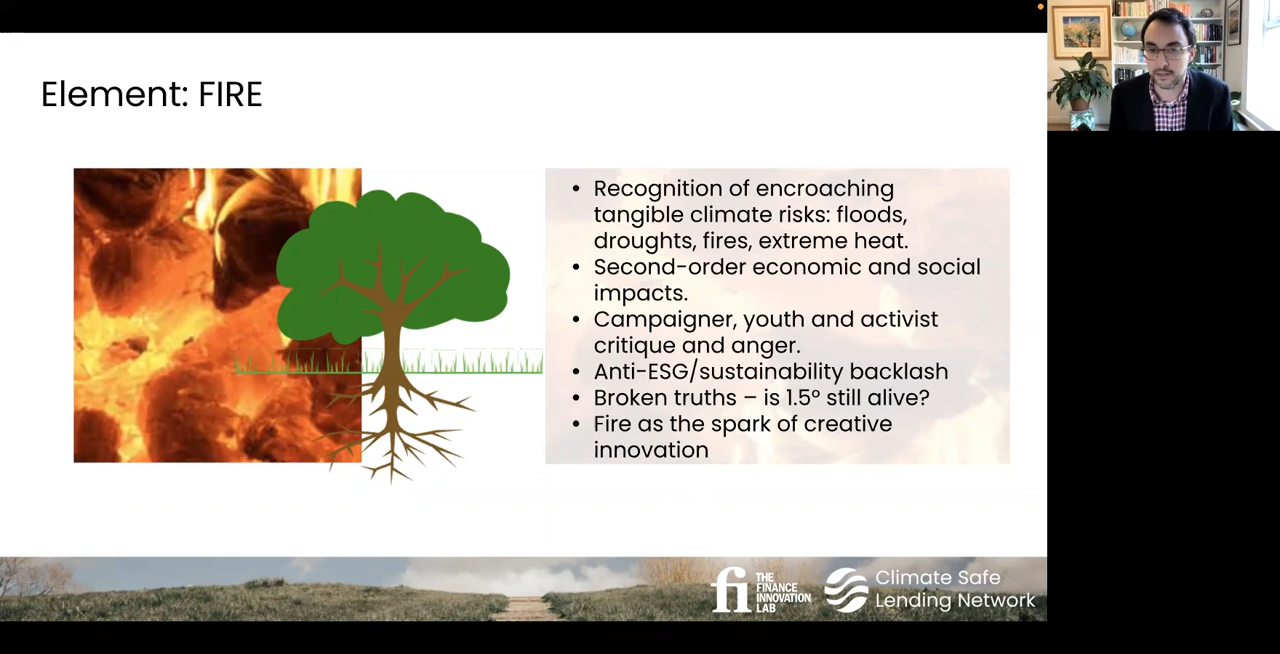 Element: FIRE
• Recognition of encroaching
tangible climate risks: floods,
droughts, fires, extreme heat.
• Second-order economic and social
impacts.
• Campaigner, youth and activist
critique and anger.
• Anti-ESG/sustainability backlash
• Broken truths – is 1.5° still alive?
• Fire as the spark of creative
innovation
fi
THE
FINANCE
INNOVATION
LAB
Climate Safe
Lending Network